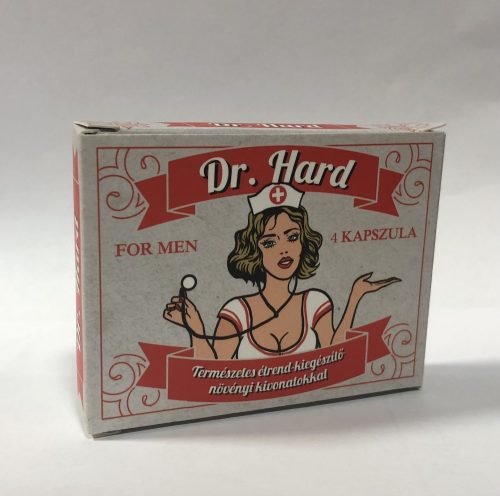 Dr. Hard
FOR MEN
4 KAPSZULA
Természetes étrend-kiegészítő
növényi kivonatokkal